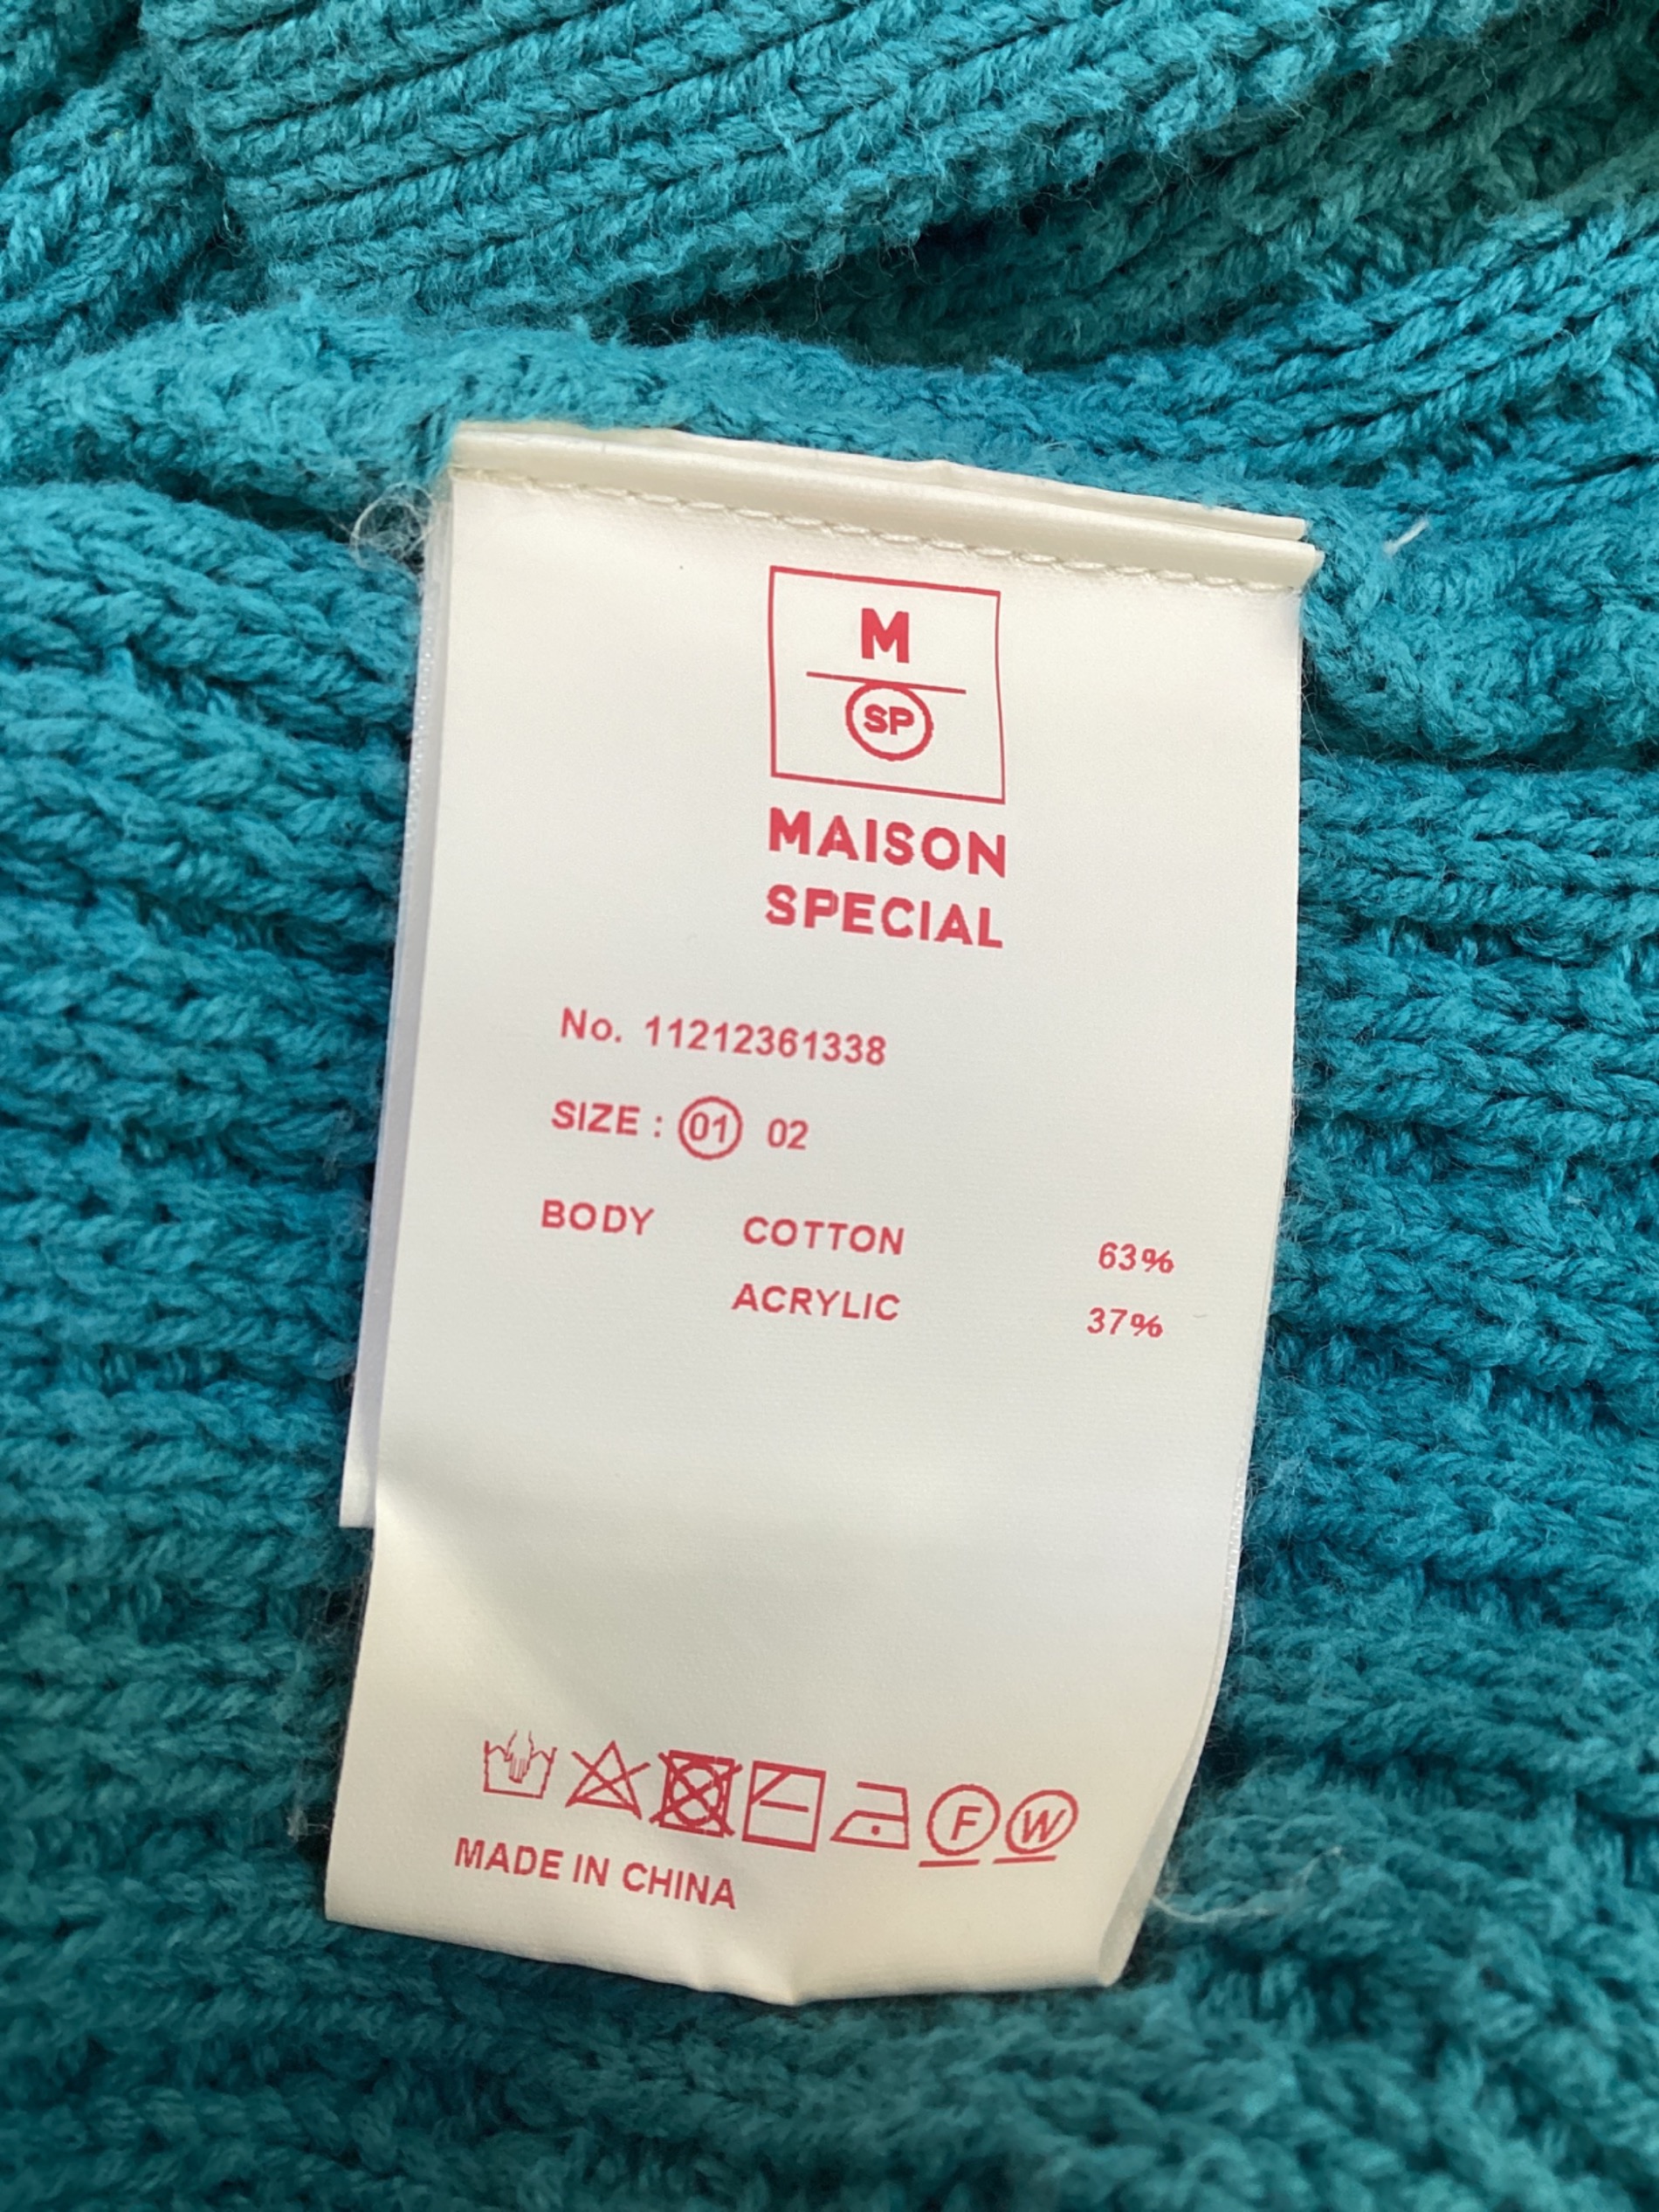 M
SP
MAISON
SPECIAL
No. 11212361338
SIZE : 01 02
BODY COTTON 63%
ACRYLIC 37%
F W
MADE IN CHINA